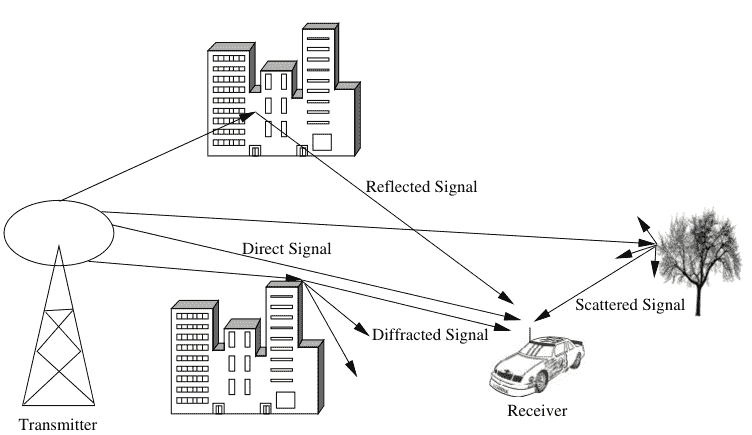 Reflected Signal
Direct Signal
Scattered Signal
Diffracted Signal
Receiver
Transmitter